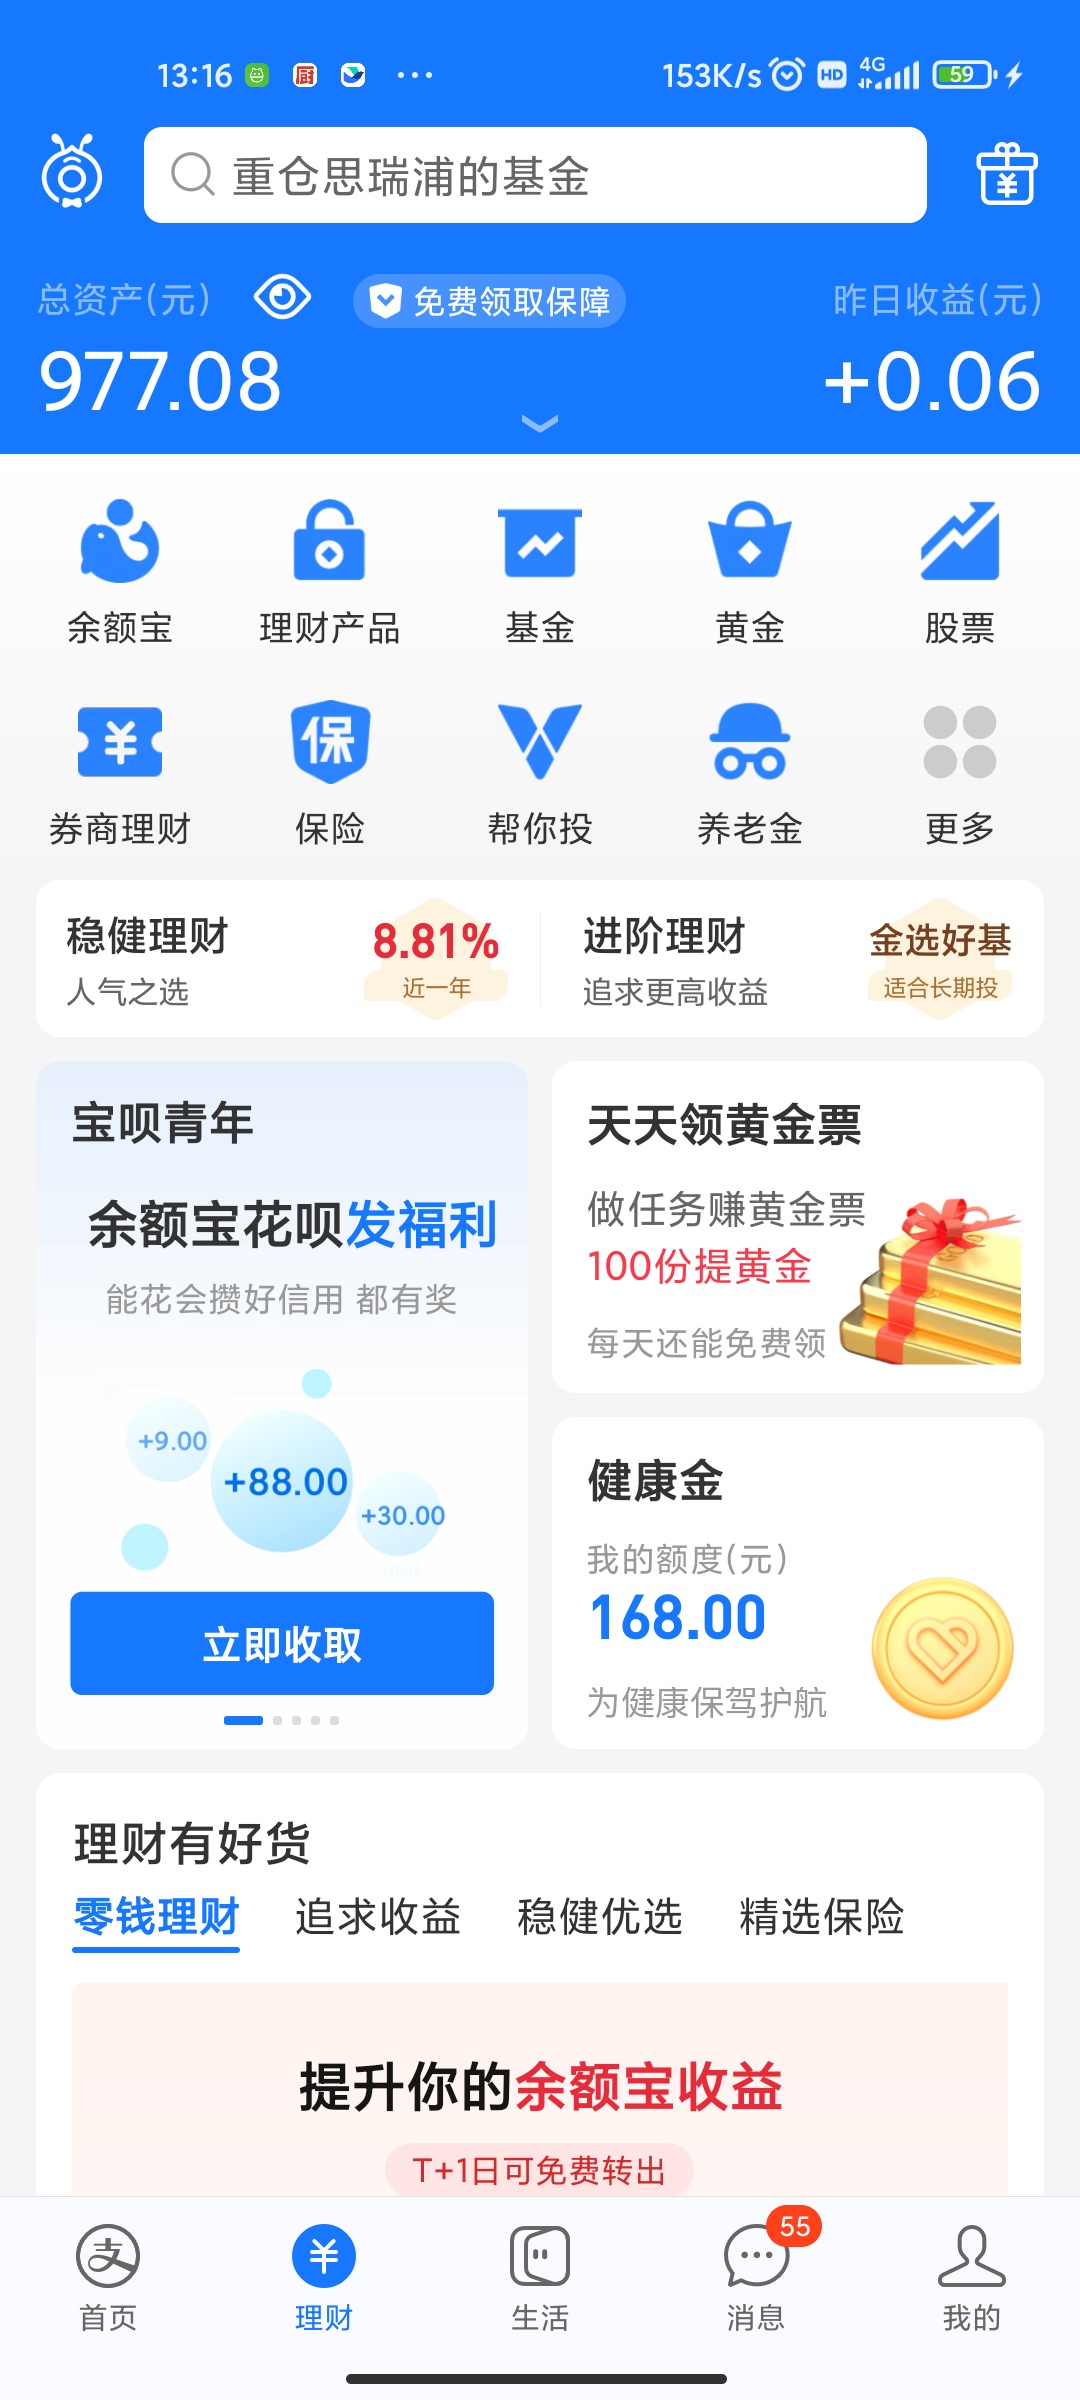 13:16
153K/s
HD
4G
59
重仓思瑞浦的基金
总资产(元)
免费领取保障
昨日收益(元)
977.08
+0.06
余额宝
理财产品
基金
黄金
股票
券商理财
保
保险
帮你投
养老金
更多
稳健理财
人气之选
8.81%
近一年
进阶理财
追求更高收益
金选好基
适合长期投
宝呗青年
余额宝花呗发福利
能花会攒好信用 都有奖
+9.00
+88.00
+30.00
立即收取
天天领黄金票
做任务赚黄金票
100份提黄金
每天还能免费领
健康金
我的额度(元)
168.00
为健康保驾护航
理财有好货
零钱理财
追求收益
稳健优选
精选保险
提升你的余额宝收益
T+1日可免费转出
首页
理财
生活
55
消息
我的